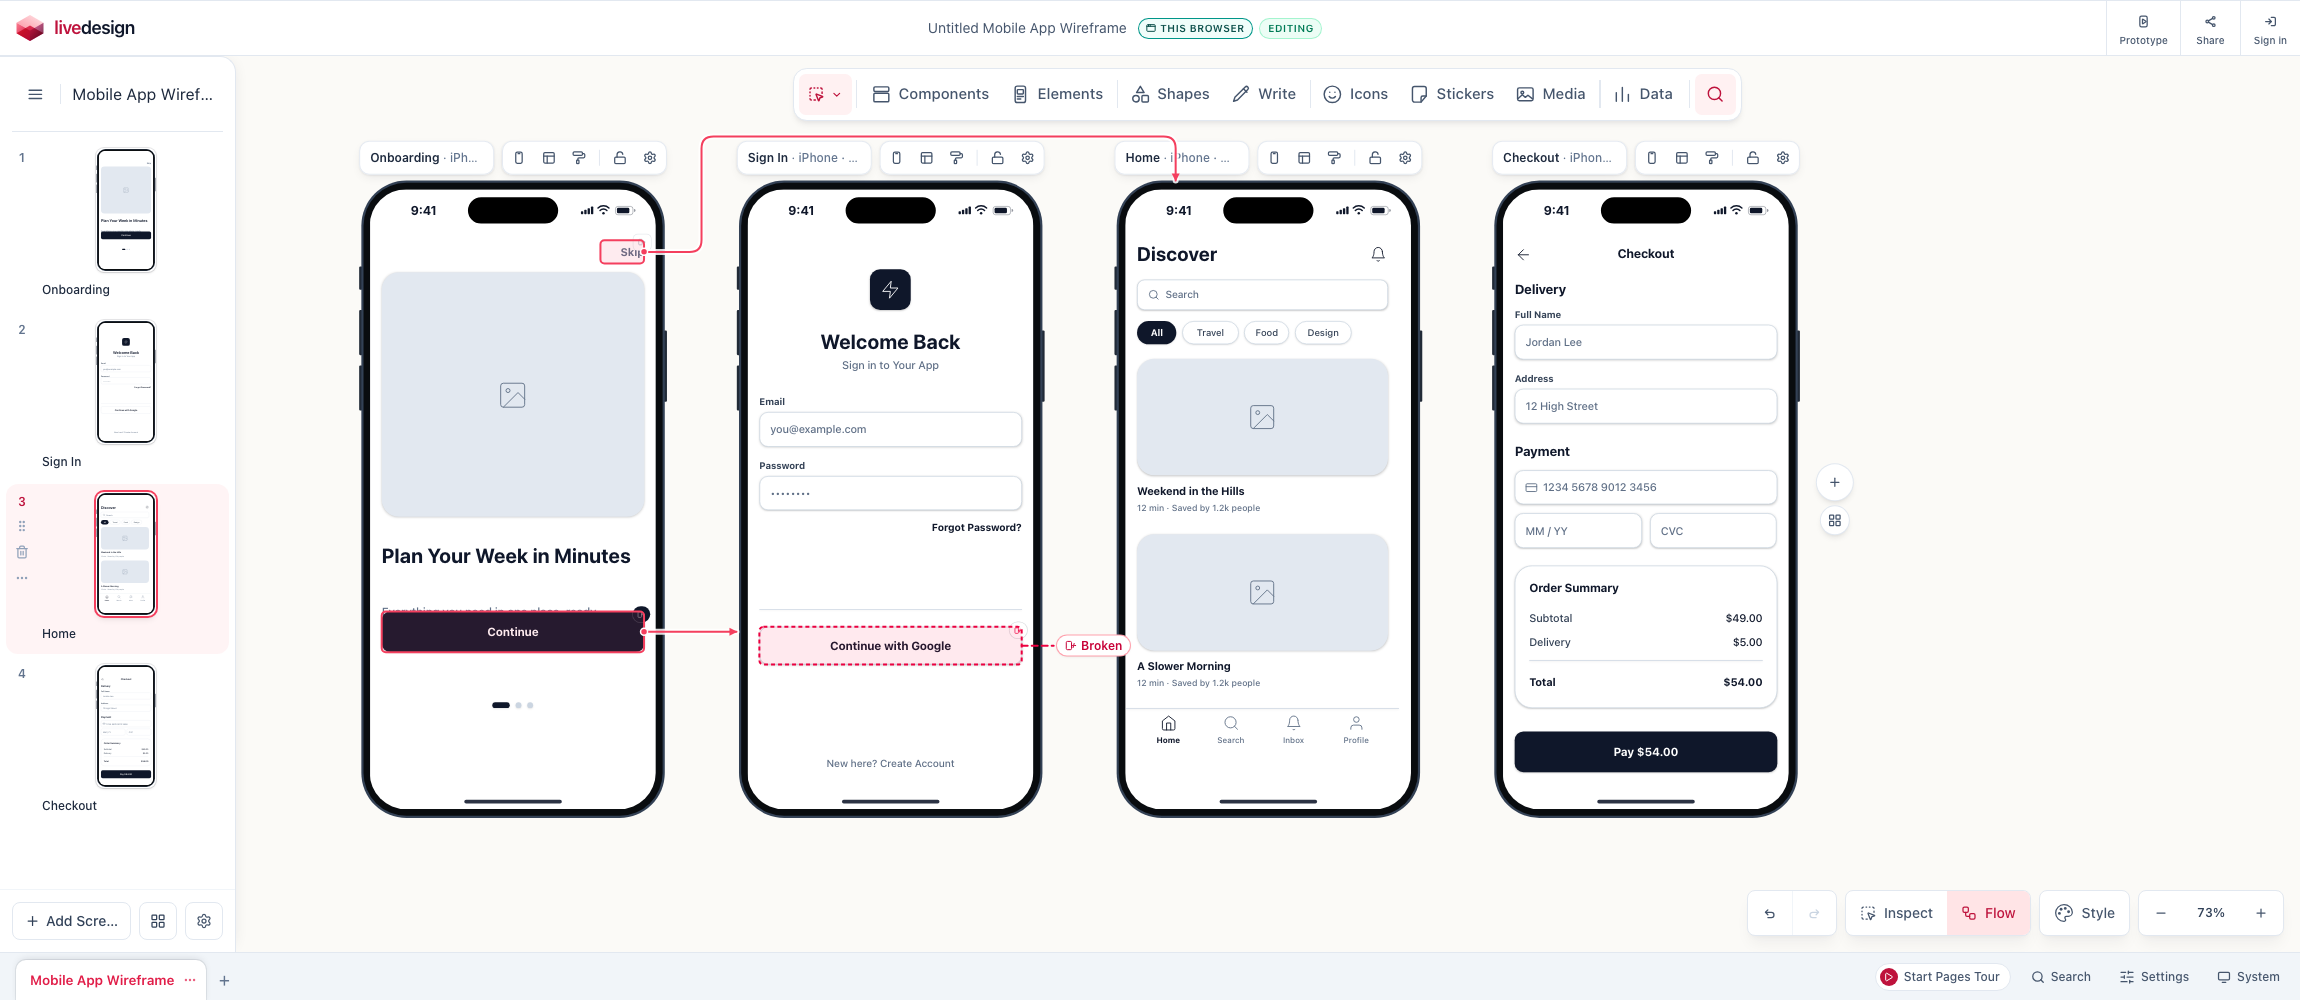 livedesign
Untitled Mobile App Wireframe
THIS BROWSER
EDITING
Prototype
Share
Sign in
Mobile App Wiref...
Components
Elements
Shapes
Write
Icons
Stickers
Media
Data
1
Onboarding
2
Sign In
3
Home
4
Checkout
Add Scre...
Onboarding · iPh...
9:41
Skip
Plan Your Week in Minutes
Everything you need in one place, ready
Continue
Sign In · iPhone · ...
9:41
Welcome Back
Sign in to Your App
Email
you@example.com
Password
••••••••
Forgot Password?
Continue with Google
Broken
New here? Create Account
Home · iPhone · ...
9:41
Discover
Search
All
Travel
Food
Design
Weekend in the Hills
12 min · Saved by 1.2k people
A Slower Morning
12 min · Saved by 1.2k people
Home
Search
Inbox
Profile
Checkout · iPhon...
9:41
Checkout
Delivery
Full Name
Jordan Lee
Address
12 High Street
Payment
1234 5678 9012 3456
MM / YY
CVC
Order Summary
Subtotal $49.00
Delivery $5.00
Total $54.00
Pay $54.00
Inspect
Flow
Style
73%
Mobile App Wireframe
Start Pages Tour
Search
Settings
System